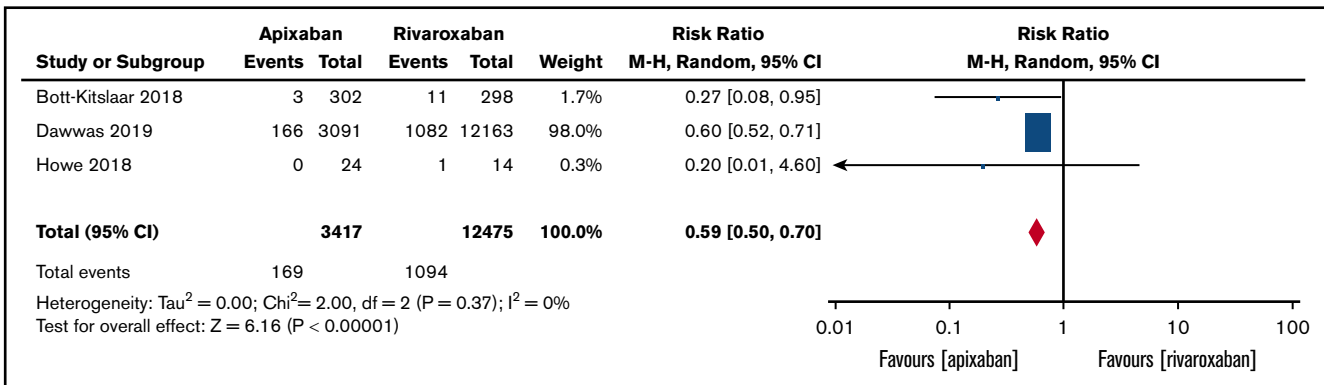 Apixaban Rivaroxaban Risk Ratio Risk Ratio
Study or Subgroup Events Total Events Total Weight M-H, Random, 95% CI M-H, Random, 95% CI
Bott-Kitslaar 2018 3 302 11 298 1.7% 0.27 [0.08, 0.95]
Dawwas 2019 166 3091 1082 12163 98.0% 0.60 [0.52, 0.71]
Howe 2018 0 24 1 14 0.3% 0.20 [0.01, 4.60]
Total (95% CI) 3417 12475 100.0% 0.59 [0.50, 0.70]
Total events 169 1094
Heterogeneity: Tau² = 0.00; Chi²= 2.00, df = 2 (P = 0.37); I² = 0%
Test for overall effect: Z = 6.16 (P < 0.00001)
0.01 0.1 1 10 100
Favours [apixaban] Favours [rivaroxaban]